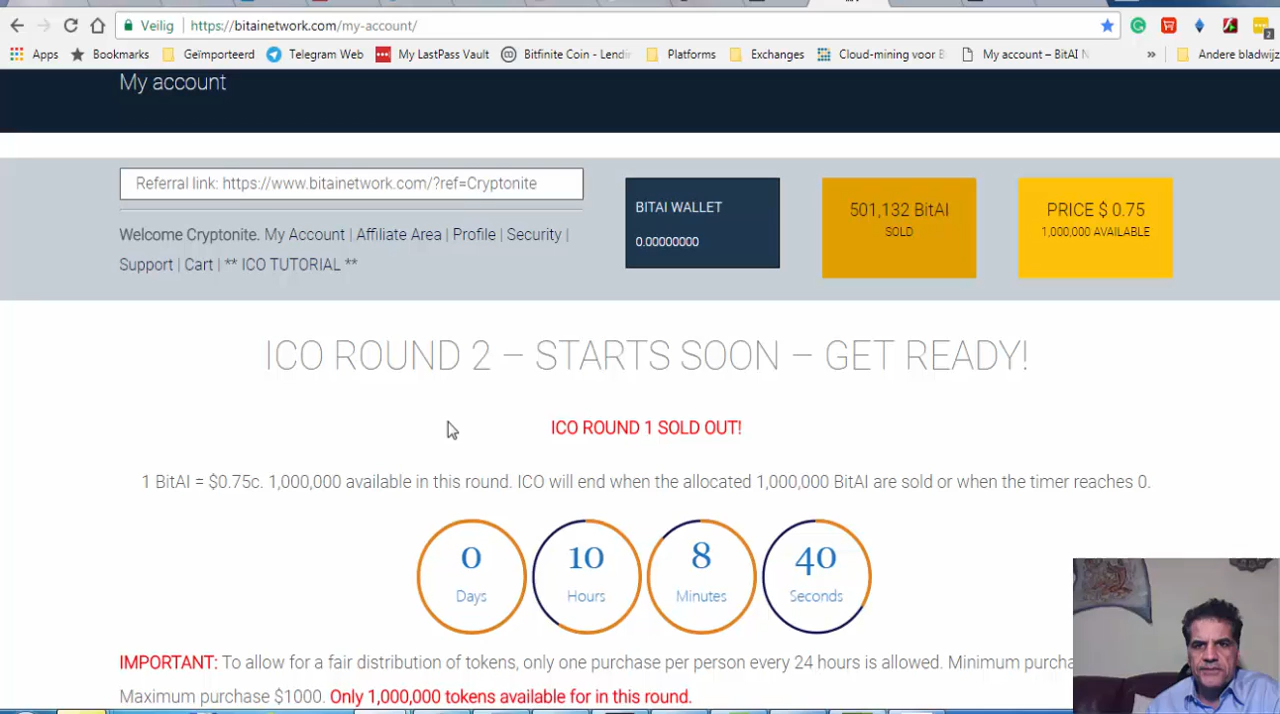 Veilig https://bitainetwork.com/my-account/
Apps Bookmarks Geïmporteerd Telegram Web My LastPass Vault Bitfinite Coin - Lendi Platforms Exchanges Cloud-mining voor B My account – BitAI N » Andere bladwijz
2
My account
Referral link: https://www.bitainetwork.com/?ref=Cryptonite
Welcome Cryptonite. My Account | Affiliate Area | Profile | Security |
Support | Cart | ** ICO TUTORIAL **
BITAI WALLET
0.00000000
501,132 BitAI
SOLD
PRICE $ 0.75
1,000,000 AVAILABLE
ICO ROUND 2 – STARTS SOON – GET READY!
ICO ROUND 1 SOLD OUT!
1 BitAI = $0.75c. 1,000,000 available in this round. ICO will end when the allocated 1,000,000 BitAI are sold or when the timer reaches 0.
0 10 8 40
Days Hours Minutes Seconds
IMPORTANT: To allow for a fair distribution of tokens, only one purchase per person every 24 hours is allowed. Minimum purcha
Maximum purchase $1000. Only 1,000,000 tokens available for in this round.